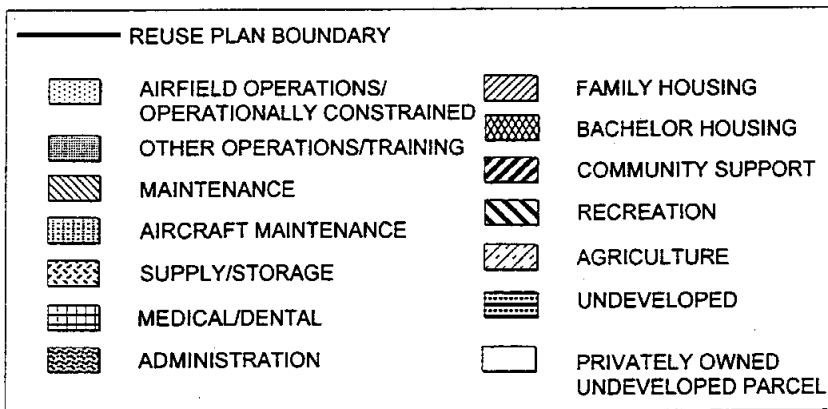 REUSE PLAN BOUNDARY
AIRFIELD OPERATIONS/
OPERATIONALLY CONSTRAINED
OTHER OPERATIONS/TRAINING
MAINTENANCE
AIRCRAFT MAINTENANCE
SUPPLY/STORAGE
MEDICAL/DENTAL
ADMINISTRATION
FAMILY HOUSING
BACHELOR HOUSING
COMMUNITY SUPPORT
RECREATION
AGRICULTURE
UNDEVELOPED
PRIVATELY OWNED
UNDEVELOPED PARCEL